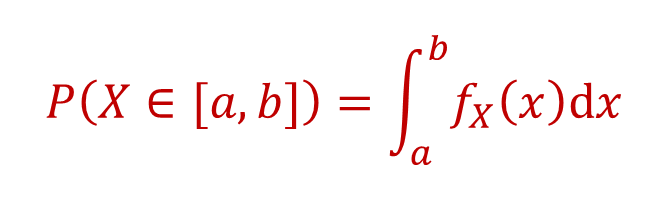 P(X ∈ [a, b]) = ∫_a^b f_X(x)dx